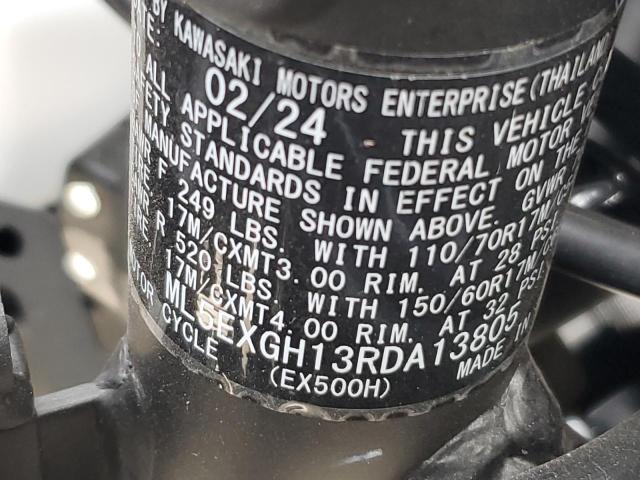 BY KAWASAKI MOTORS ENTERPRISE (THAILAND)
02/24 THIS VEHICLE
ALL APPLICABLE FEDERAL MOTOR
STANDARDS IN EFFECT ON THE
MANUFACTURE SHOWN ABOVE. GVWR
F 249 LBS. WITH 110/70R17M/C
17M/CXMT3.00 RIM. AT 28 PSI
R 520 LBS. WITH 150/60R17M/C
17M/CXMT4.00 RIM. AT 32 PSI
ML5EXGH13RDA13805
CYCLE. (EX500H) MADE IN